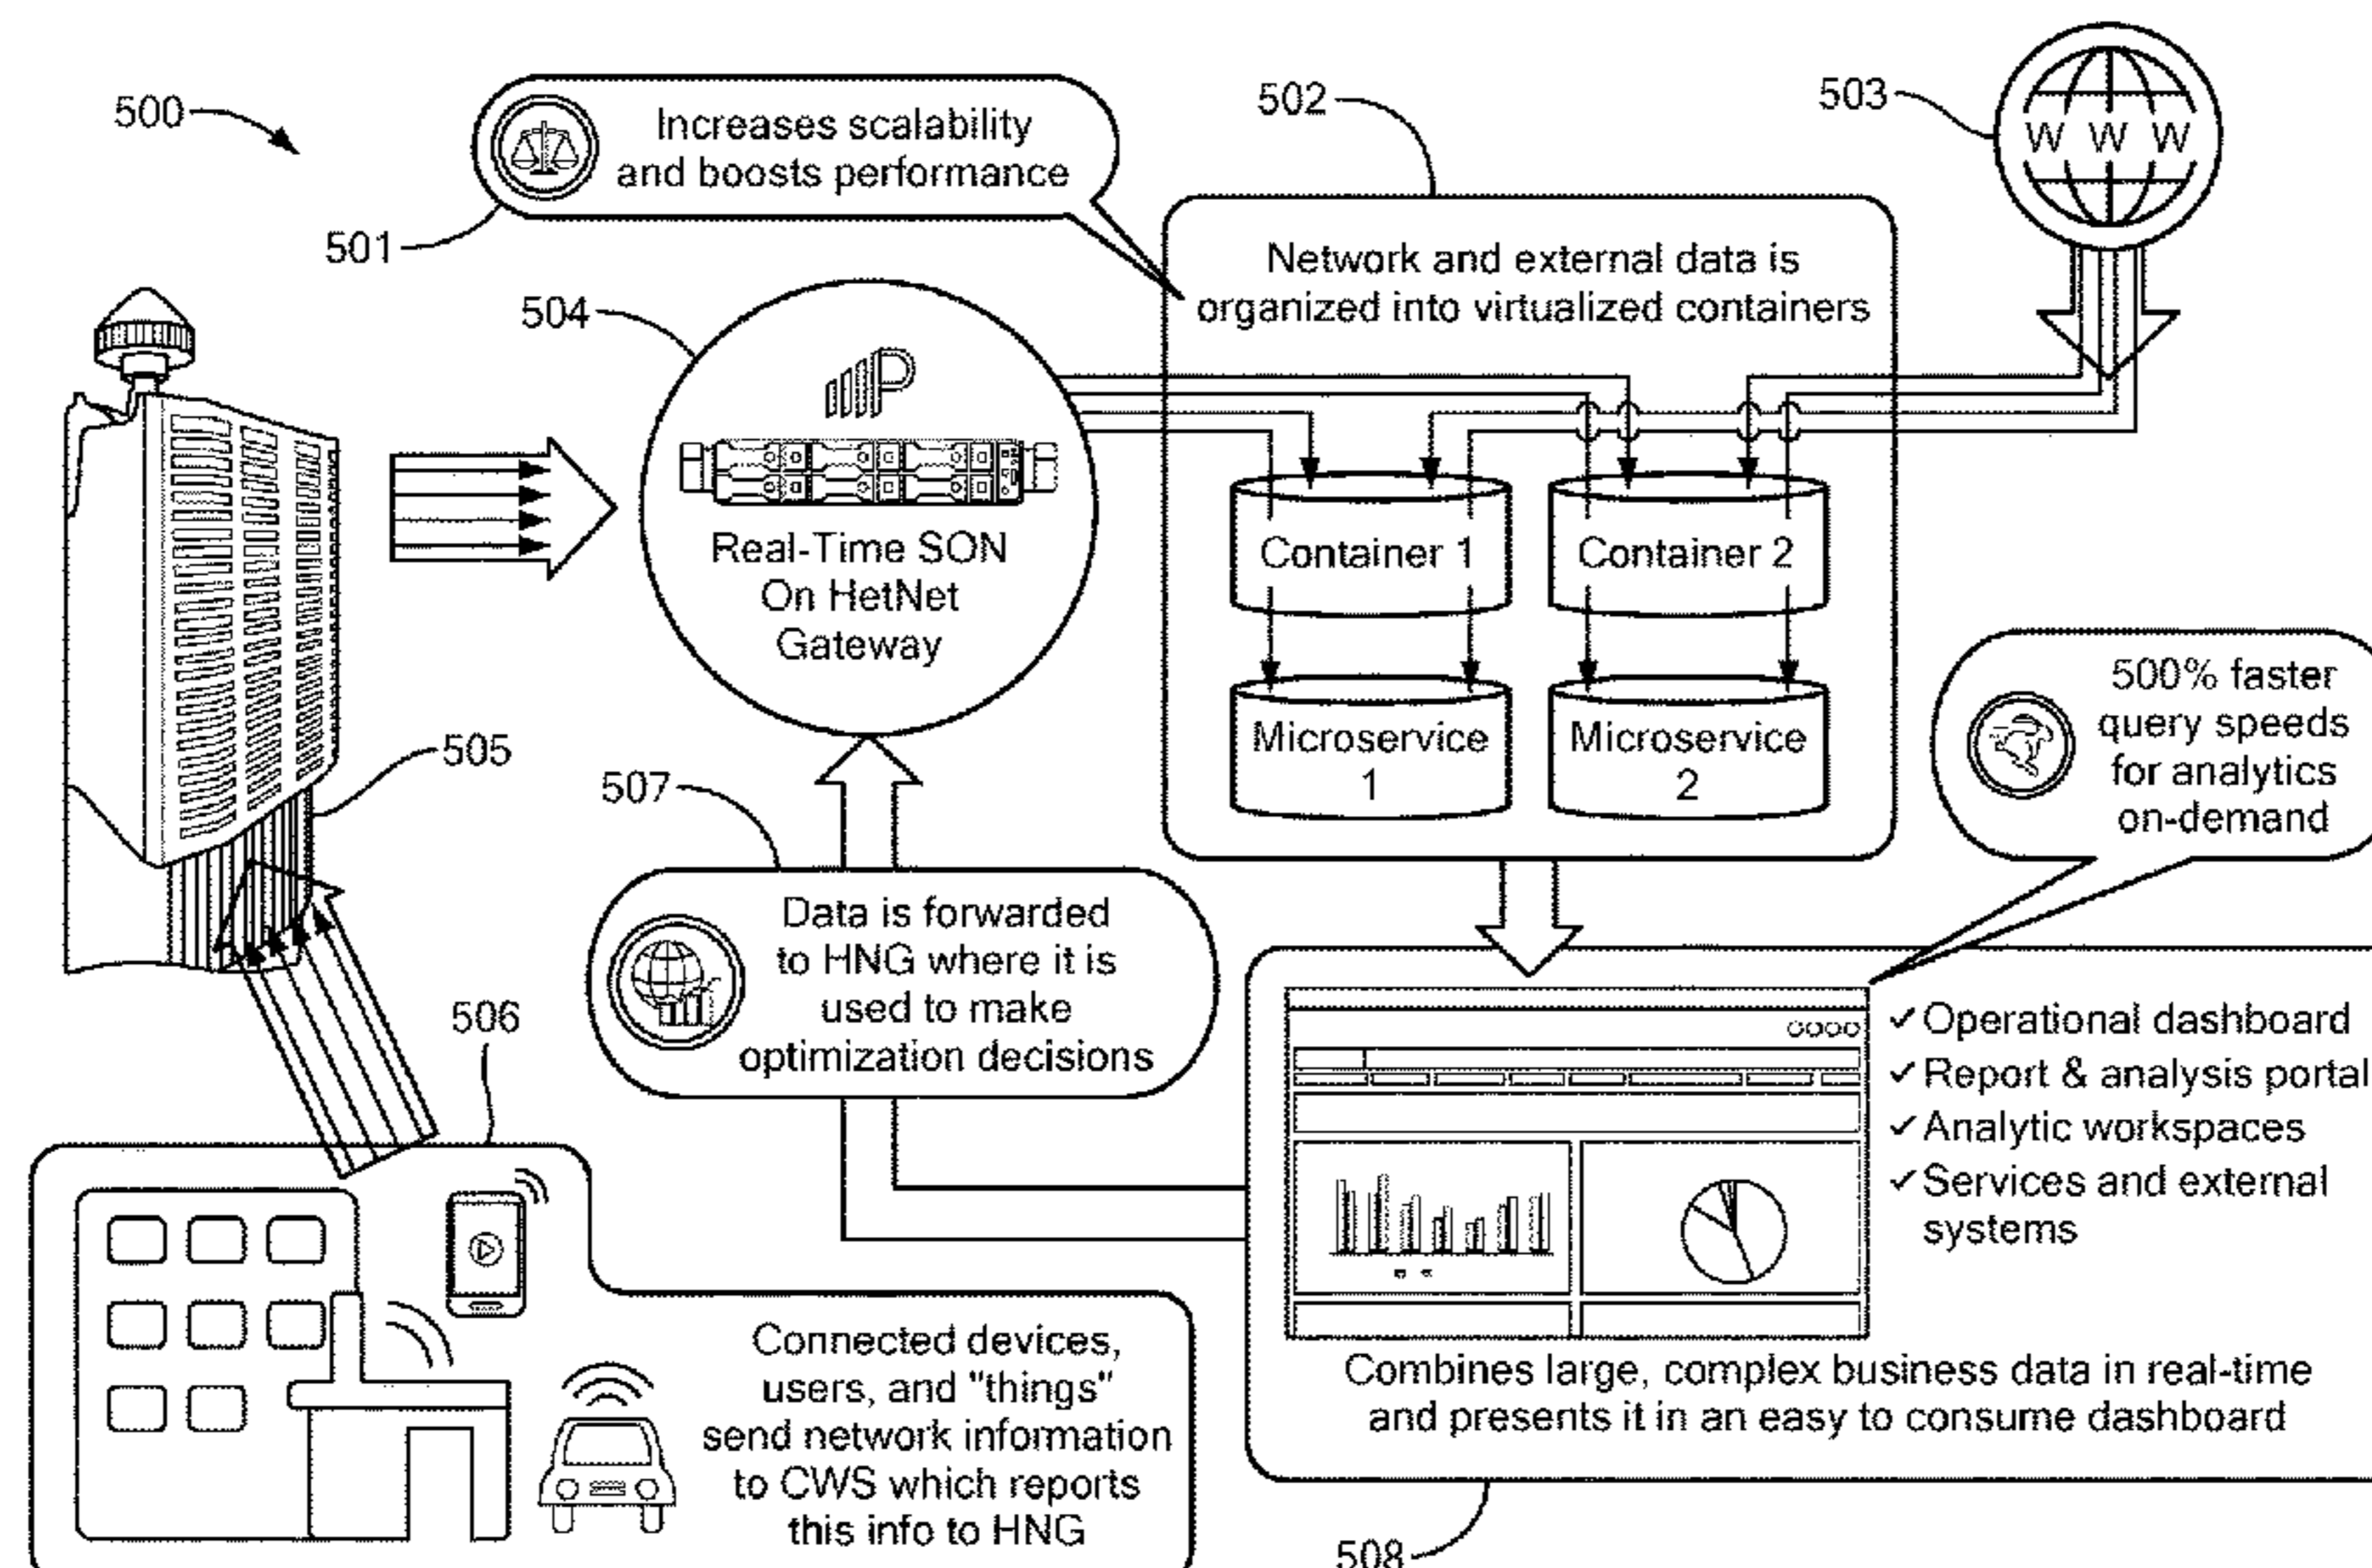 500
501
Increases scalability
and boosts performance
502
503
W W W
504
Real-Time SON
On HetNet
Gateway
Network and external data is
organized into virtualized containers
Container 1
Container 2
Microservice
1
Microservice
2
505
500% faster
query speeds
for analytics
on-demand
507
Data is forwarded
to HNG where it is
used to make
optimization decisions
506
Connected devices,
users, and "things"
send network information
to CWS which reports
this info to HNG
✓ Operational dashboard
✓ Report & analysis portal
✓ Analytic workspaces
✓ Services and external
systems
Combines large, complex business data in real-time
and presents it in an easy to consume dashboard
508